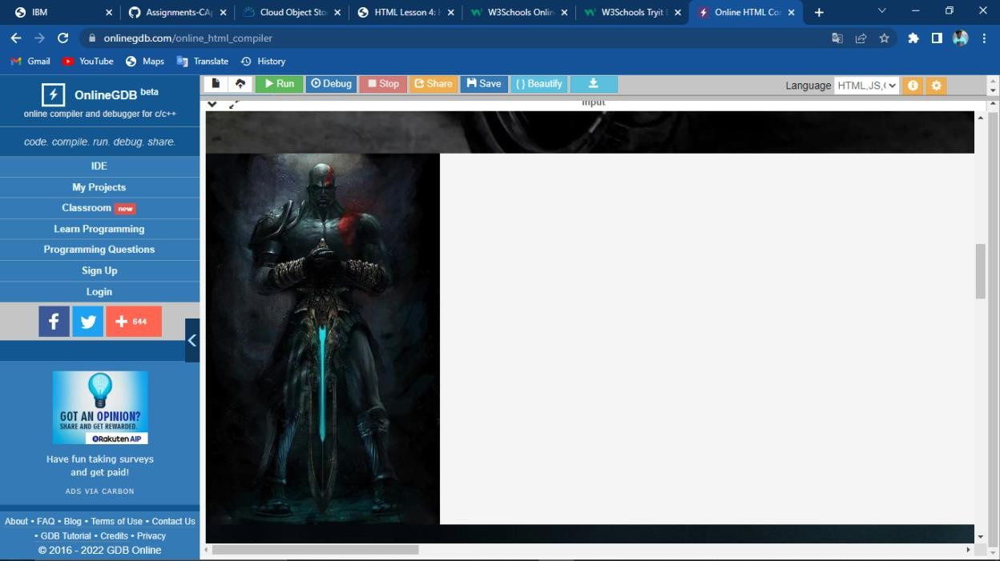 IBM
Assignments-CA
Cloud Object Sto
HTML Lesson 4:
W3Schools Onlin
W3Schools Tryit
Online HTML Co
onlinegdb.com/online_html_compiler
Gmail
YouTube
Maps
Translate
History
OnlineGDB beta
online compiler and debugger for c/c++
code. compile. run. debug. share.
IDE
My Projects
Classroom new
Learn Programming
Programming Questions
Sign Up
Login
f
+ 644
GOT AN OPINION?
SHARE AND GET REWARDED.
Rakuten AIP
Have fun taking surveys
and get paid!
ADS VIA CARBON
About • FAQ • Blog • Terms of Use • Contact Us
• GDB Tutorial • Credits • Privacy
© 2016 - 2022 GDB Online
Run
Debug
Stop
Share
Save
{ } Beautify
Language HTML,JS,
input